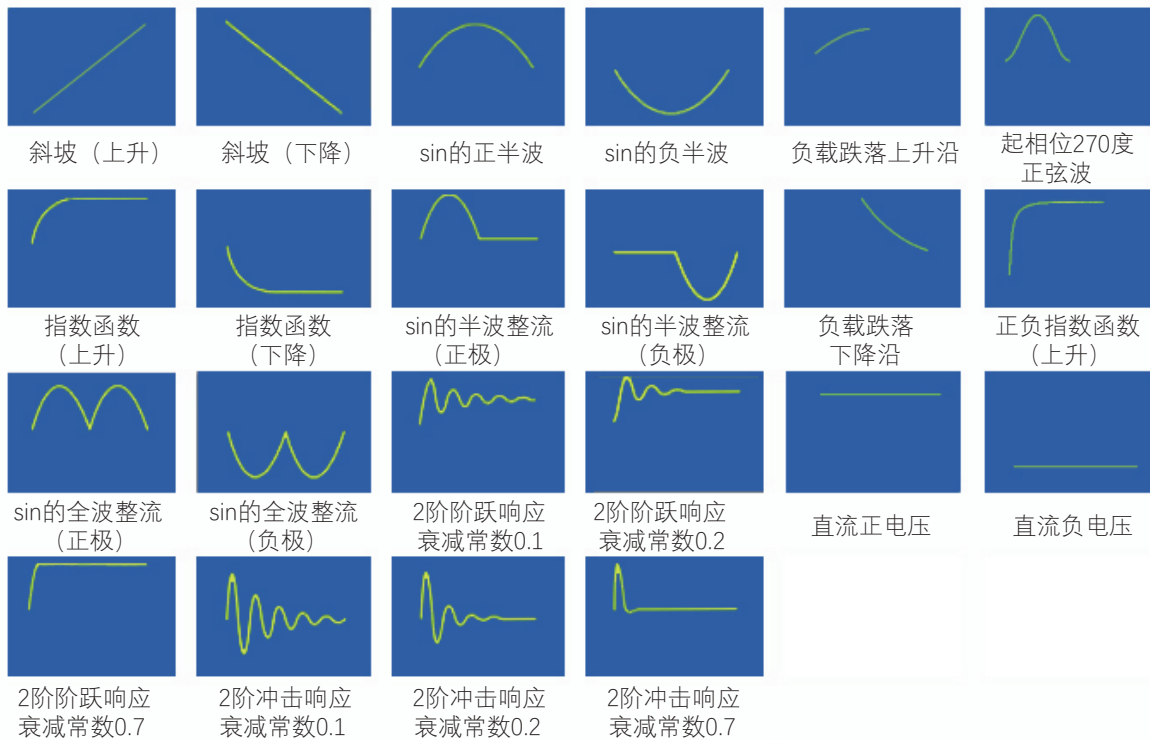 斜坡（上升）
斜坡（下降）
sin的正半波
sin的负半波
负载跌落上升沿
起相位270度
正弦波
指数函数
（上升）
指数函数
（下降）
sin的半波整流
（正极）
sin的半波整流
（负极）
负载跌落
下降沿
正负指数函数
（上升）
sin的全波整流
（正极）
sin的全波整流
（负极）
2阶阶跃响应
衰减常数0.1
2阶阶跃响应
衰减常数0.2
直流正电压
直流负电压
2阶阶跃响应
衰减常数0.7
2阶冲击响应
衰减常数0.1
2阶冲击响应
衰减常数0.2
2阶冲击响应
衰减常数0.7